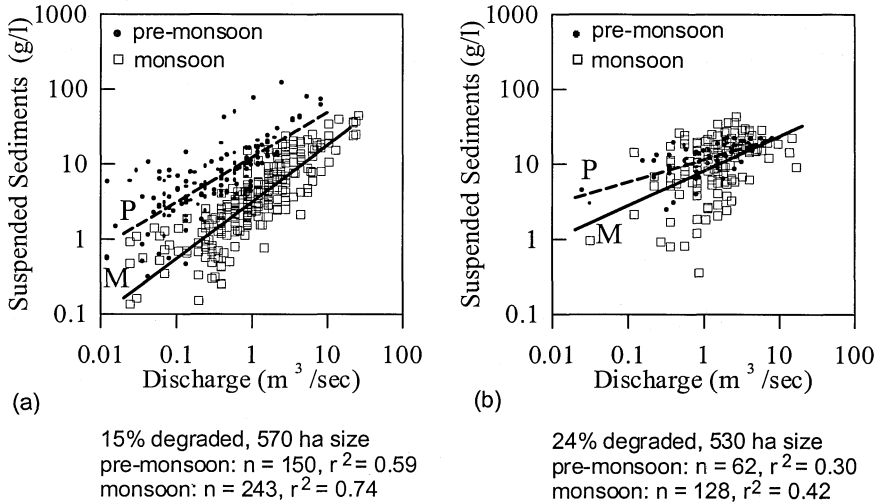 Suspended Sediments (g/l)
1000
100
10
1
0.1
pre-monsoon
monsoon
P
M
0.01 0.1 1 10 100
Discharge (m³/sec)
(a)
15% degraded, 570 ha size
pre-monsoon: n = 150, r² = 0.59
monsoon: n = 243, r² = 0.74
Suspended Sediments (g/l)
1000
100
10
1
0.1
pre-monsoon
monsoon
P
M
0.01 0.1 1 10 100
Discharge (m³/sec)
(b)
24% degraded, 530 ha size
pre-monsoon: n = 62, r² = 0.30
monsoon: n = 128, r² = 0.42